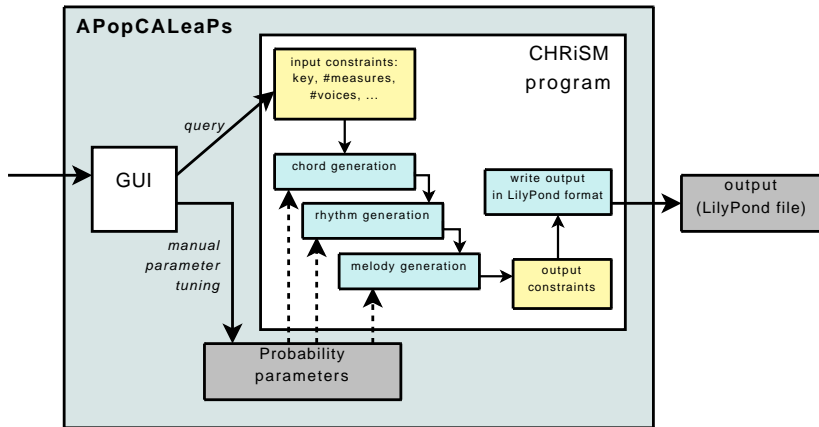 APopCALeaPs
CHRiSM
program
input constraints:
key, #measures,
#voices, ...
query
GUI
chord generation
rhythm generation
melody generation
write output
in LilyPond format
output
(LilyPond file)
manual
parameter
tuning
output
constraints
Probability
parameters